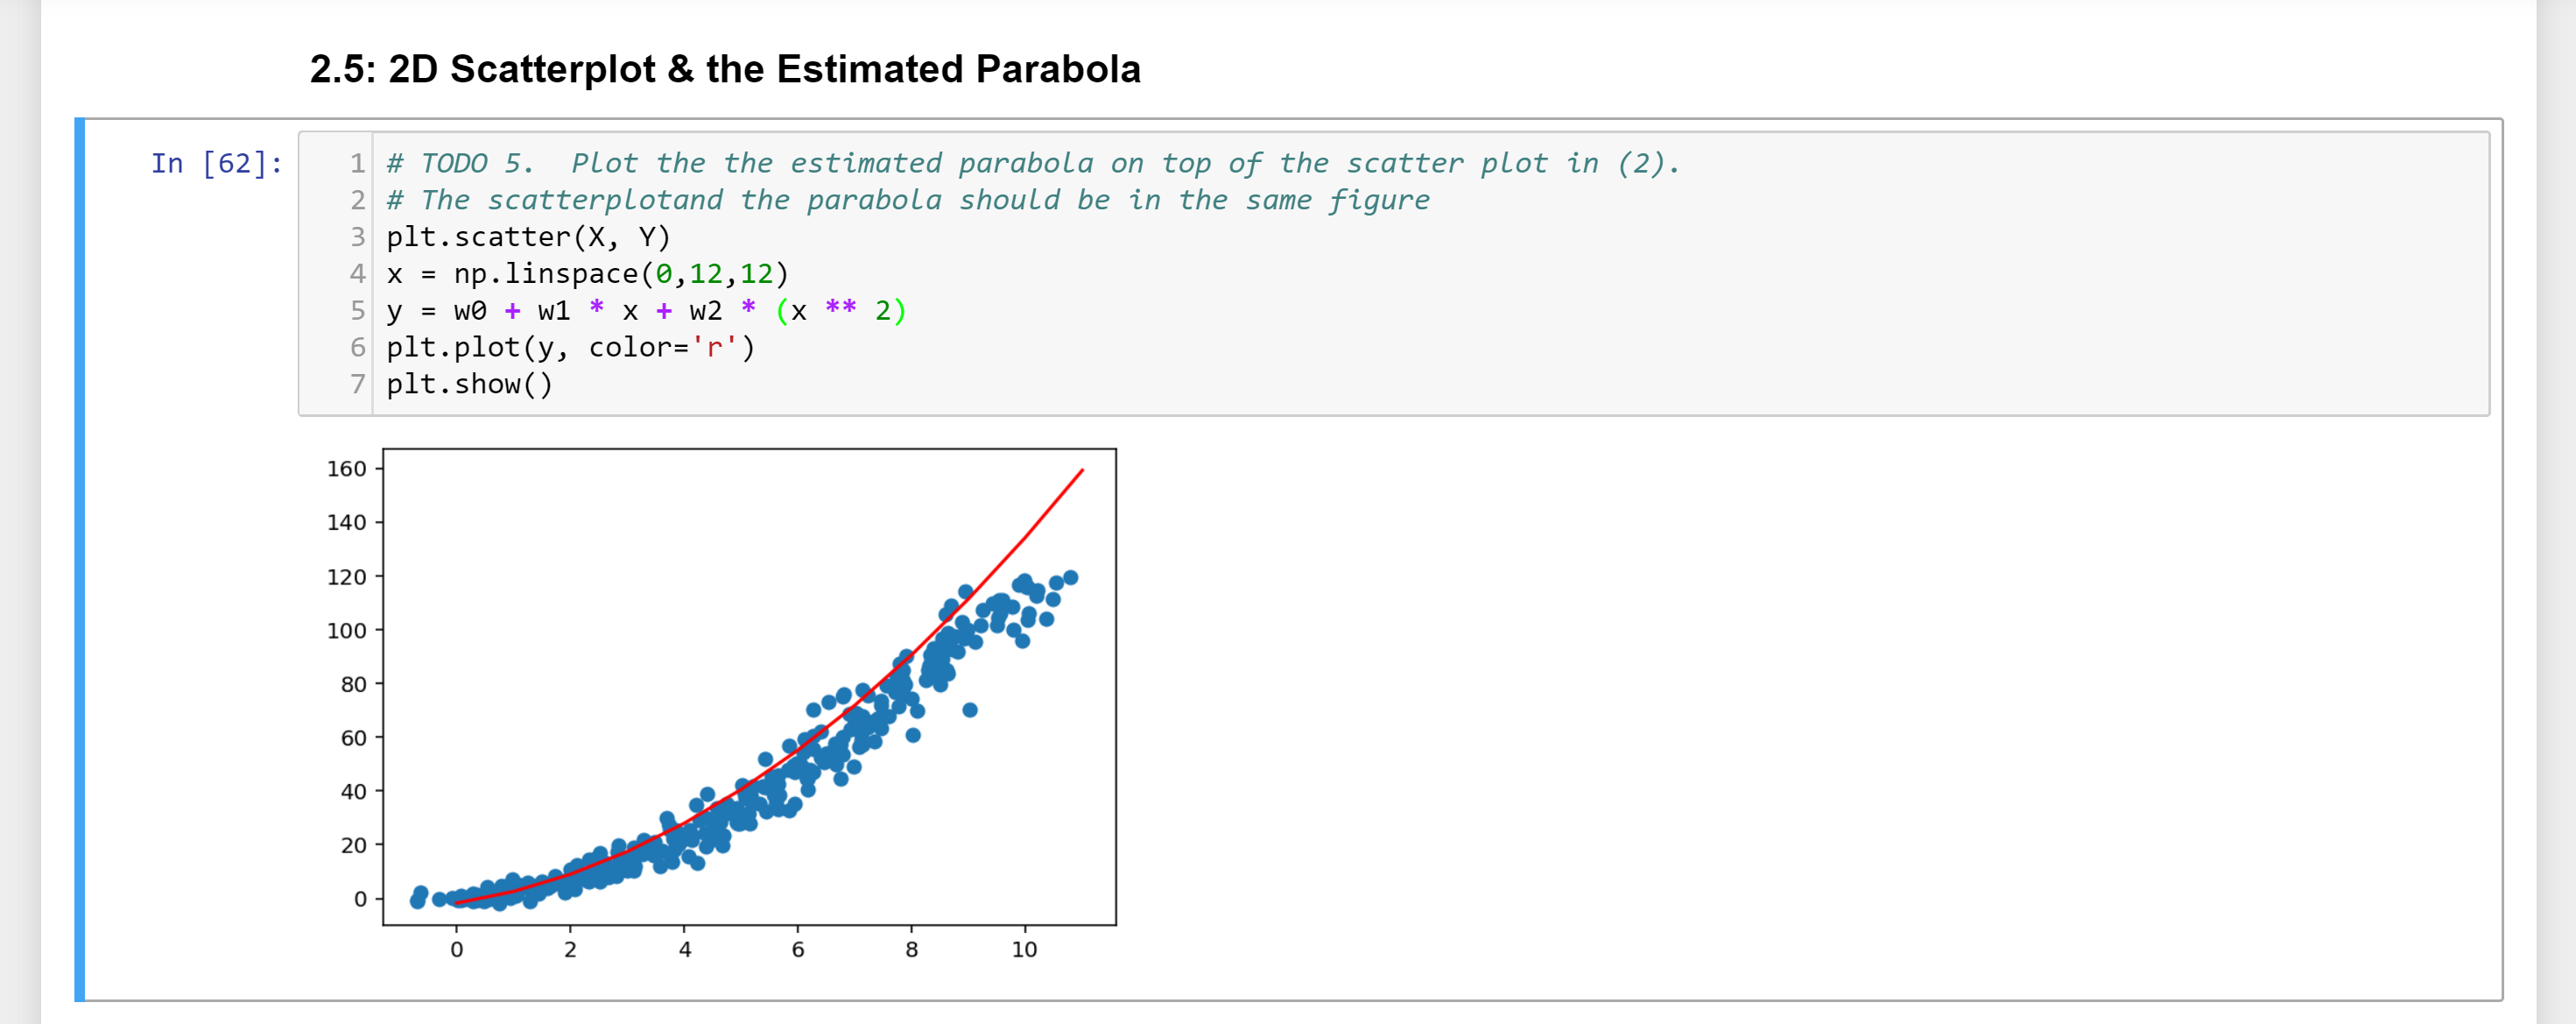 2.5: 2D Scatterplot & the Estimated Parabola
In [62]:
1 # TODO 5.  Plot the the estimated parabola on top of the scatter plot in (2).
2 # The scatterplotand the parabola should be in the same figure
3 plt.scatter(X, Y)
4 x = np.linspace(0,12,12)
5 y = w0 + w1 * x + w2 * (x ** 2)
6 plt.plot(y, color='r')
7 plt.show()
160
140
120
100
80
60
40
20
0
0 2 4 6 8 10